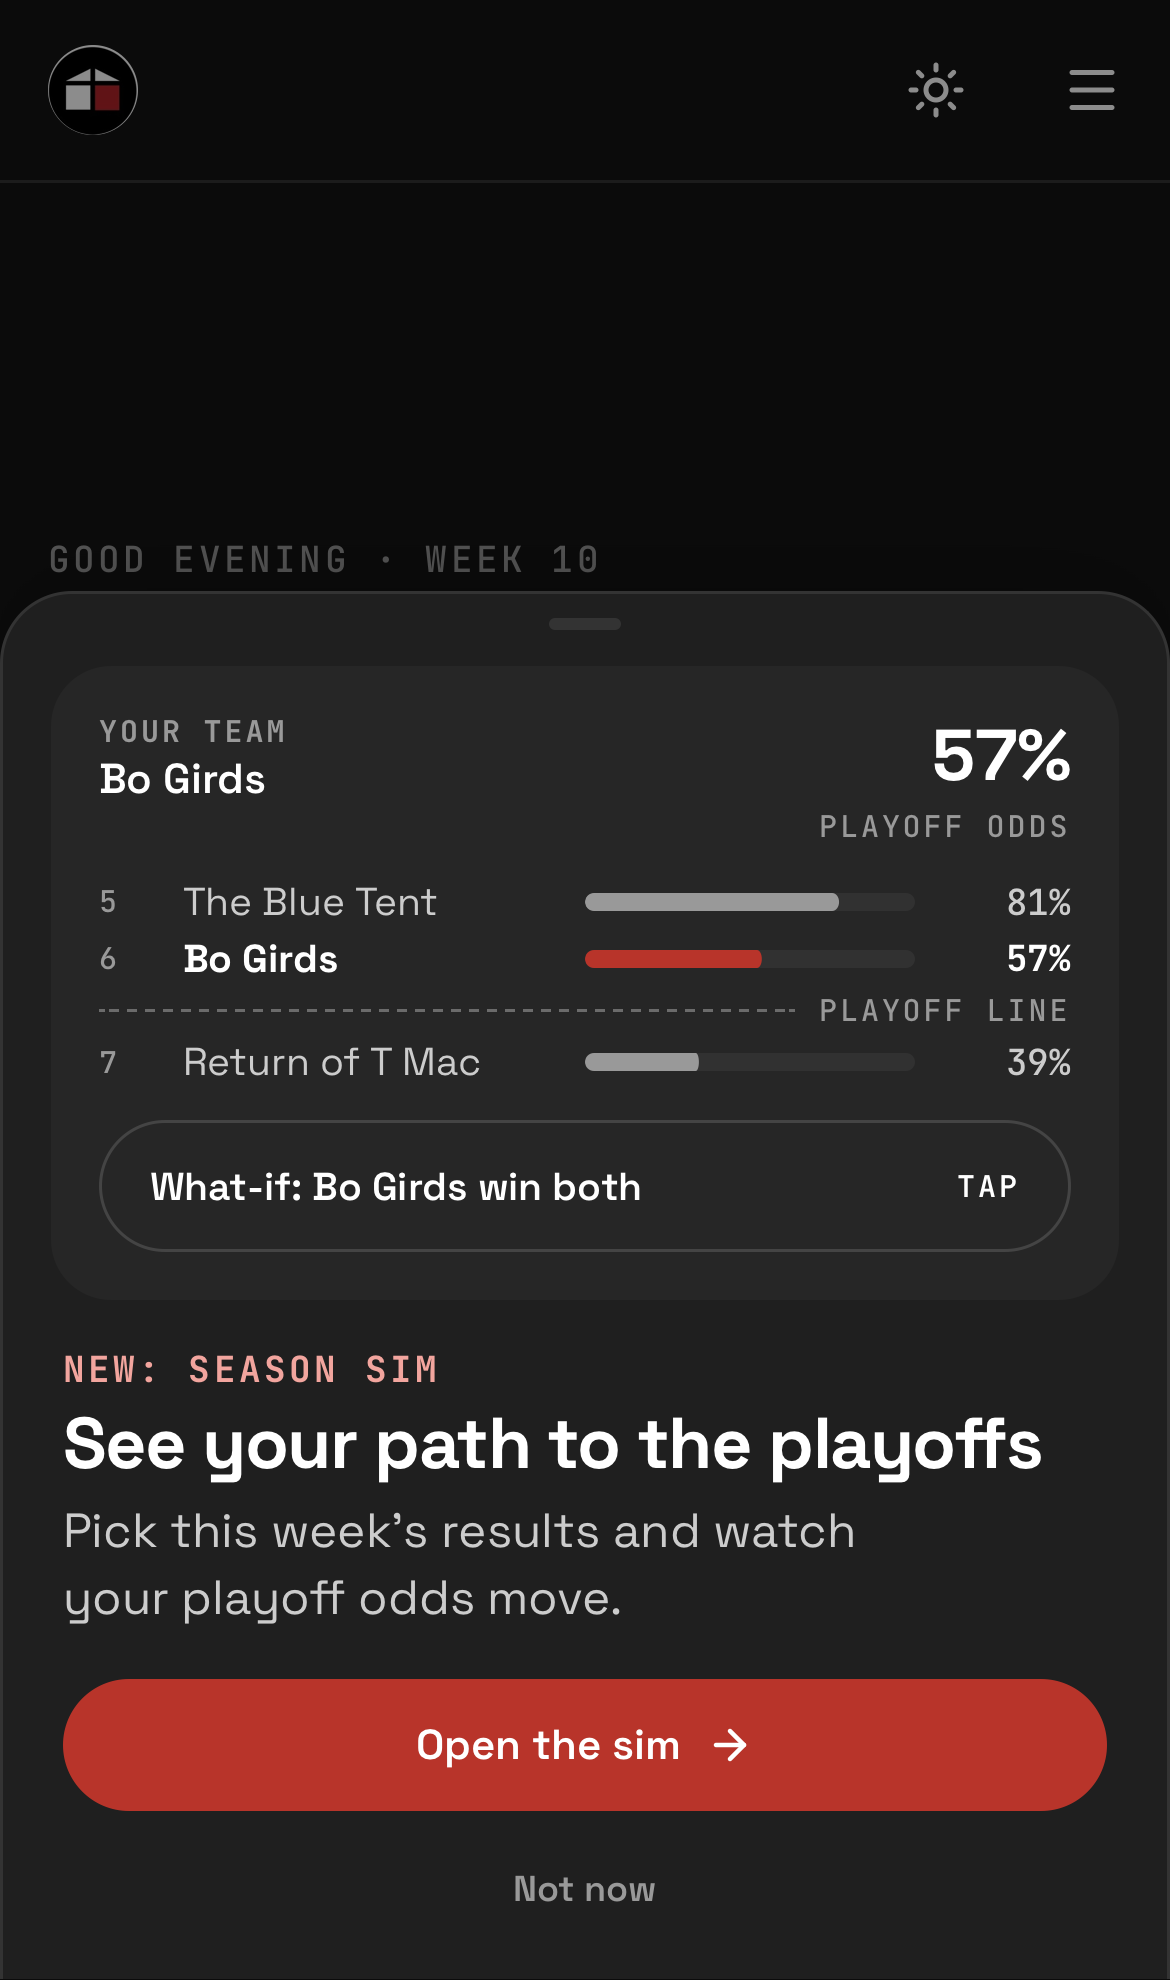 GOOD EVENING · WEEK 10
YOUR TEAM
Bo Girds
57%
PLAYOFF ODDS
5 The Blue Tent 81%
6 Bo Girds 57%
PLAYOFF LINE
7 Return of T Mac 39%
What-if: Bo Girds win both TAP
NEW: SEASON SIM
See your path to the playoffs
Pick this week’s results and watch
your playoff odds move.
Open the sim →
Not now